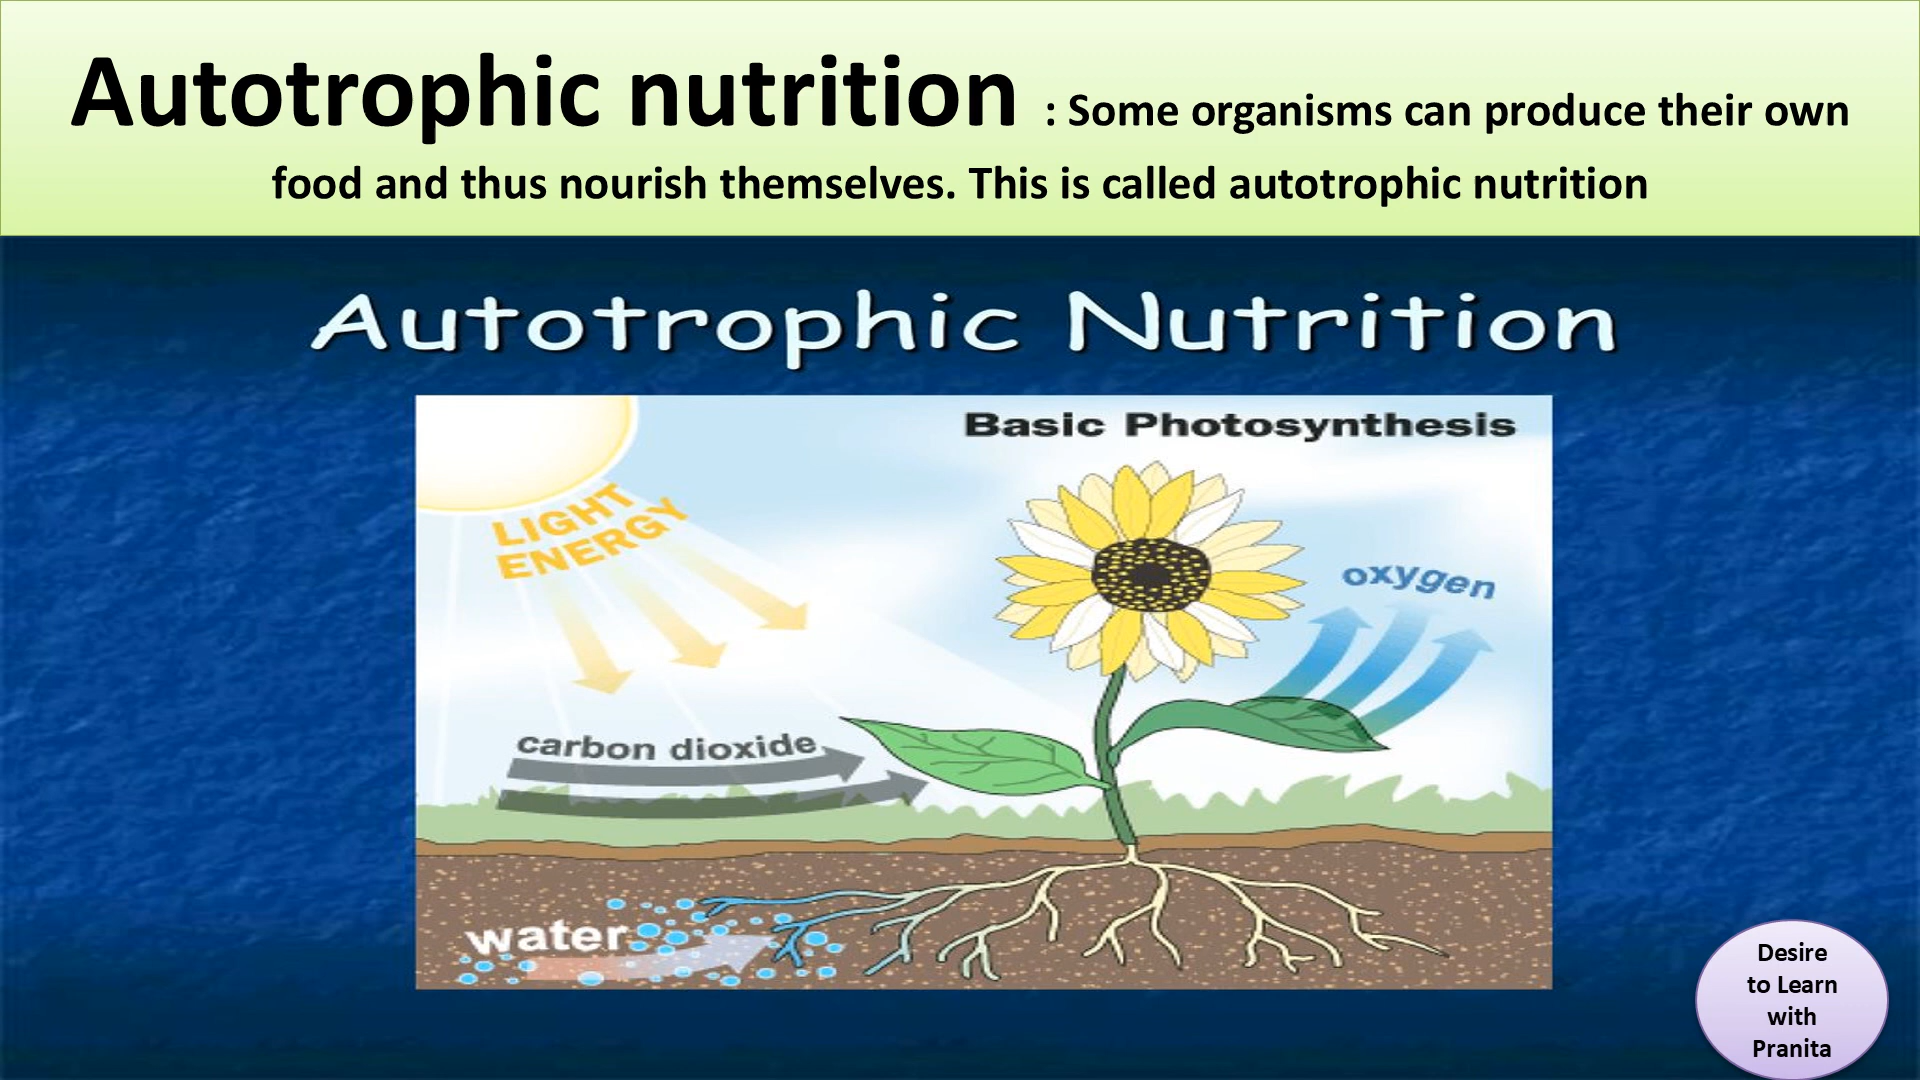 Autotrophic nutrition : Some organisms can produce their own
food and thus nourish themselves. This is called autotrophic nutrition
Autotrophic Nutrition
Basic Photosynthesis
LIGHT
ENERGY
oxygen
carbon dioxide
water
Desire
to Learn
with
Pranita